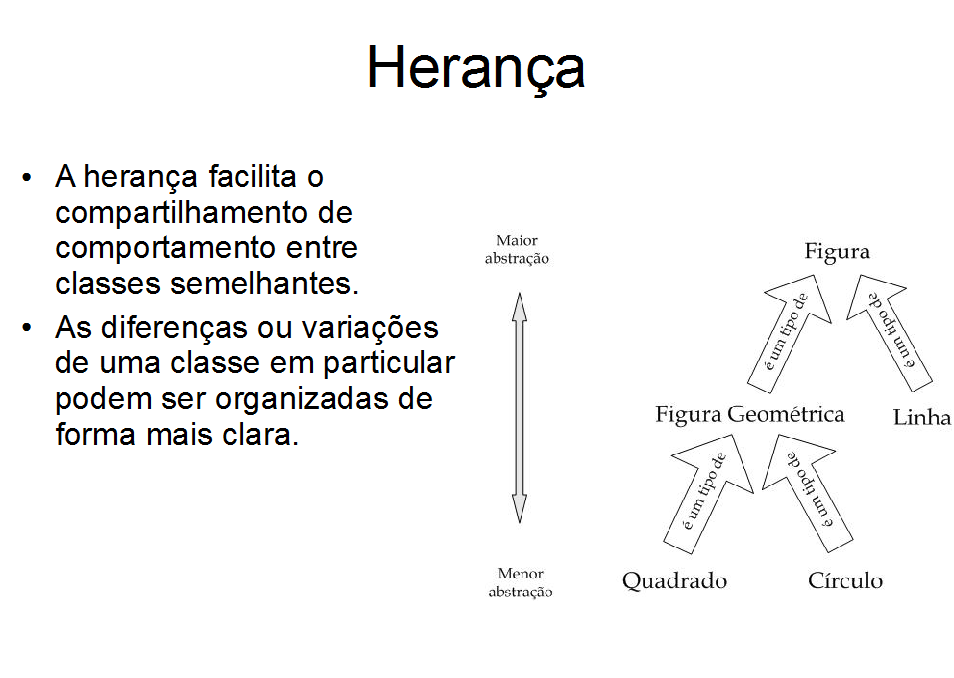 Herança
• A herança facilita o
compartilhamento de
comportamento entre
classes semelhantes.
• As diferenças ou variações
de uma classe em particular
podem ser organizadas de
forma mais clara.
Maior
abstração
Menor
abstração
Figura
é um tipo de
é um tipo de
Figura Geométrica
Linha
é um tipo de
é um tipo de
Quadrado
Círculo